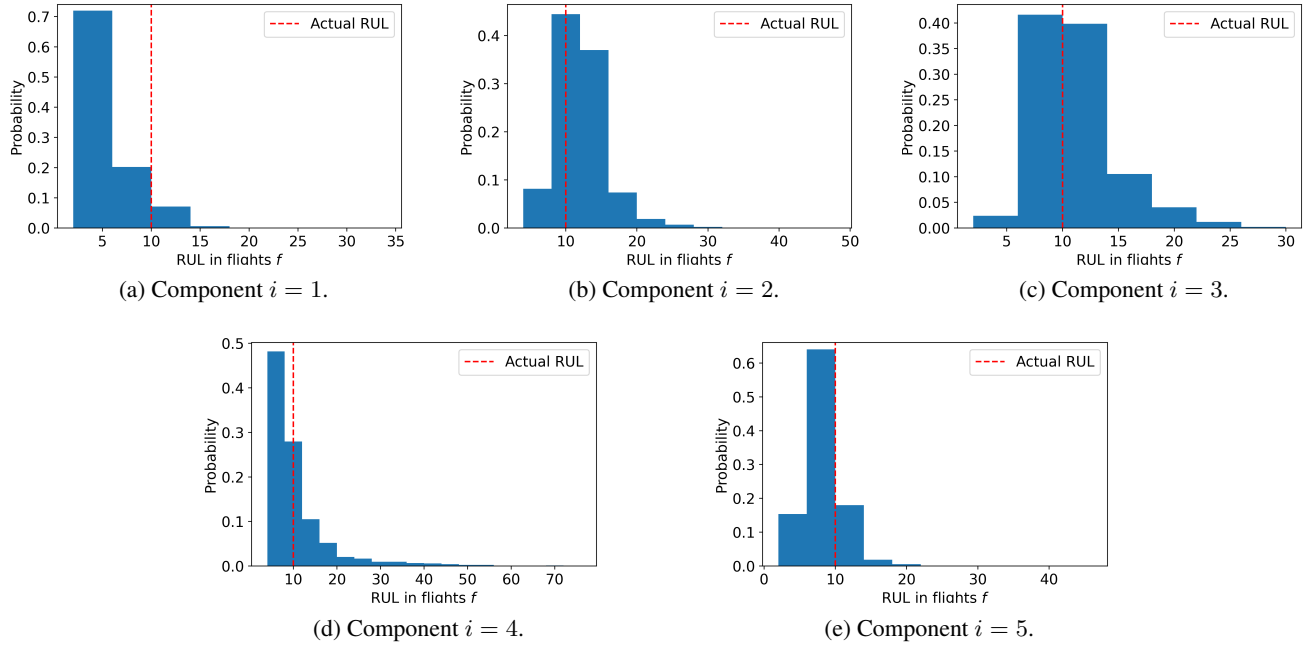 Actual RUL
Probability
0.7
0.6
0.5
0.4
0.3
0.2
0.1
0.0
5 10 15 20 25 30 35
RUL in flights f
(a) Component i = 1.
Actual RUL
Probability
0.4
0.3
0.2
0.1
0.0
10 20 30 40 50
RUL in flights f
(b) Component i = 2.
Actual RUL
Probability
0.40
0.35
0.30
0.25
0.20
0.15
0.10
0.05
0.00
5 10 15 20 25 30
RUL in flights f
(c) Component i = 3.
Actual RUL
Probability
0.5
0.4
0.3
0.2
0.1
0.0
10 20 30 40 50 60 70
RUL in flights f
(d) Component i = 4.
Actual RUL
Probability
0.6
0.5
0.4
0.3
0.2
0.1
0.0
0 10 20 30 40
RUL in flights f
(e) Component i = 5.